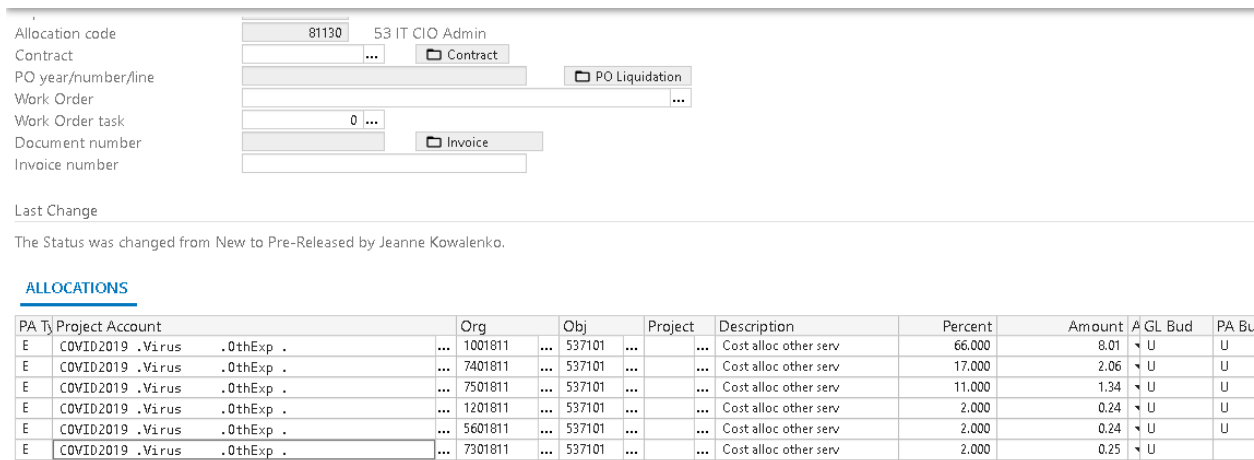 Allocation code 81130 53 IT CIO Admin
Contract ... Contract
PO year/number/line PO Liquidation
Work Order ...
Work Order task 0 ...
Document number Invoice
Invoice number
Last Change
The Status was changed from New to Pre-Released by Jeanne Kowalenko.
ALLOCATIONS
PA Ty Project Account Org Obj Project Description Percent Amount A GL Bud PA Bu
E COVID2019 .Virus .OthExp . ... 1001811 ... 537101 ... ... Cost alloc other serv 66.000 8.01 U U
E COVID2019 .Virus .OthExp . ... 7401811 ... 537101 ... ... Cost alloc other serv 17.000 2.06 U U
E COVID2019 .Virus .OthExp . ... 7501811 ... 537101 ... ... Cost alloc other serv 11.000 1.34 U U
E COVID2019 .Virus .OthExp . ... 1201811 ... 537101 ... ... Cost alloc other serv 2.000 0.24 U U
E COVID2019 .Virus .OthExp . ... 5601811 ... 537101 ... ... Cost alloc other serv 2.000 0.24 U U
E COVID2019 .Virus .OthExp . ... 7301811 ... 537101 ... ... Cost alloc other serv 2.000 0.25 U